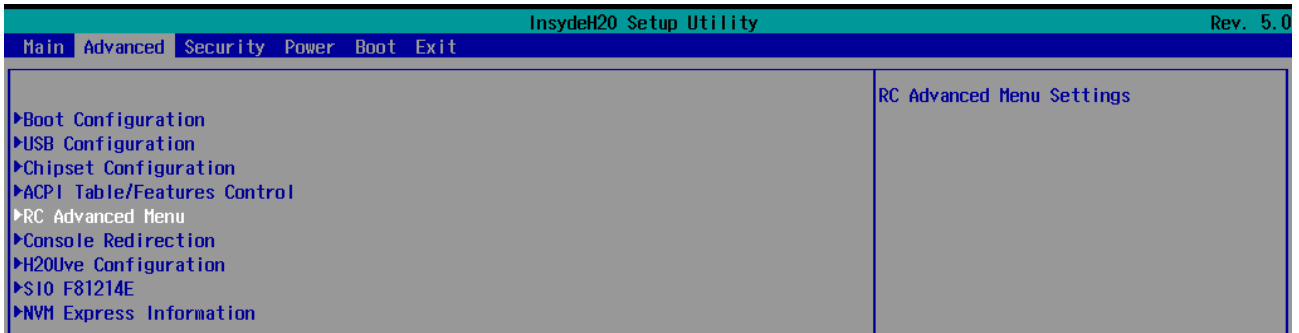 InsydeH20 Setup Utility Rev. 5.0
Main Advanced Security Power Boot Exit
RC Advanced Menu Settings
▶Boot Configuration
▶USB Configuration
▶Chipset Configuration
▶ACPI Table/Features Control
▶RC Advanced Menu
▶Console Redirection
▶H20Uve Configuration
▶SIO F81214E
▶NVM Express Information